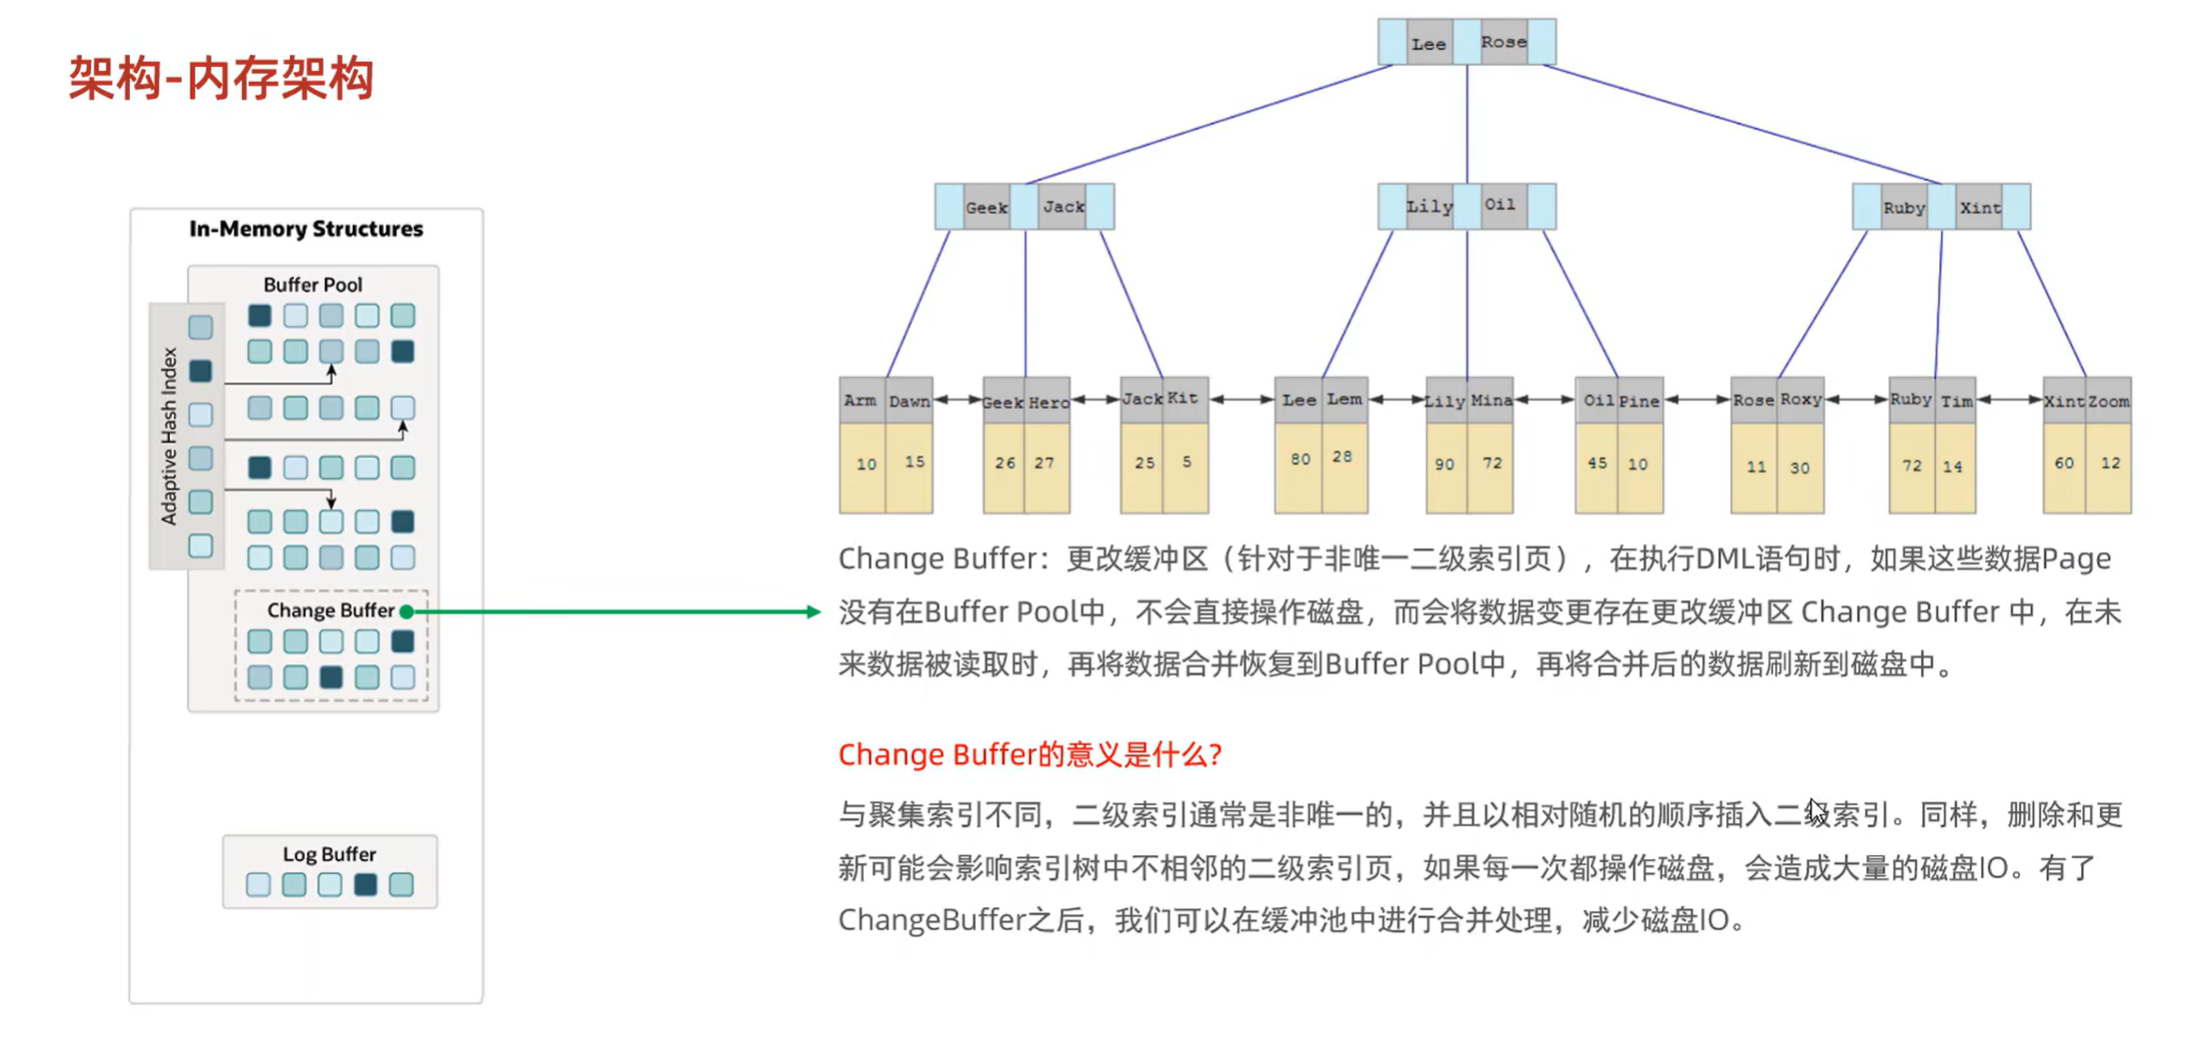 架构-内存架构
In-Memory Structures
Buffer Pool
Adaptive Hash Index
Change Buffer
Log Buffer
Lee Rose
Geek Jack
Lily Oil
Ruby Xint
Arm Dawn Geek Hero Jack Kit Lee Lem Lily Mina Oil Pine Rose Roxy Ruby Tim Xint Zoom
10 15 26 27 25 5 80 28 90 72 45 10 11 30 72 14 60 12
Change Buffer：更改缓冲区（针对于非唯一二级索引页），在执行DML语句时，如果这些数据Page
没有在Buffer Pool中，不会直接操作磁盘，而会将数据变更存在更改缓冲区 Change Buffer 中，在未
来数据被读取时，再将数据合并恢复到Buffer Pool中，再将合并后的数据刷新到磁盘中。
Change Buffer的意义是什么?
与聚集索引不同，二级索引通常是非唯一的，并且以相对随机的顺序插入二级索引。同样，删除和更
新可能会影响索引树中不相邻的二级索引页，如果每一次都操作磁盘，会造成大量的磁盘IO。有了
ChangeBuffer之后，我们可以在缓冲池中进行合并处理，减少磁盘IO。